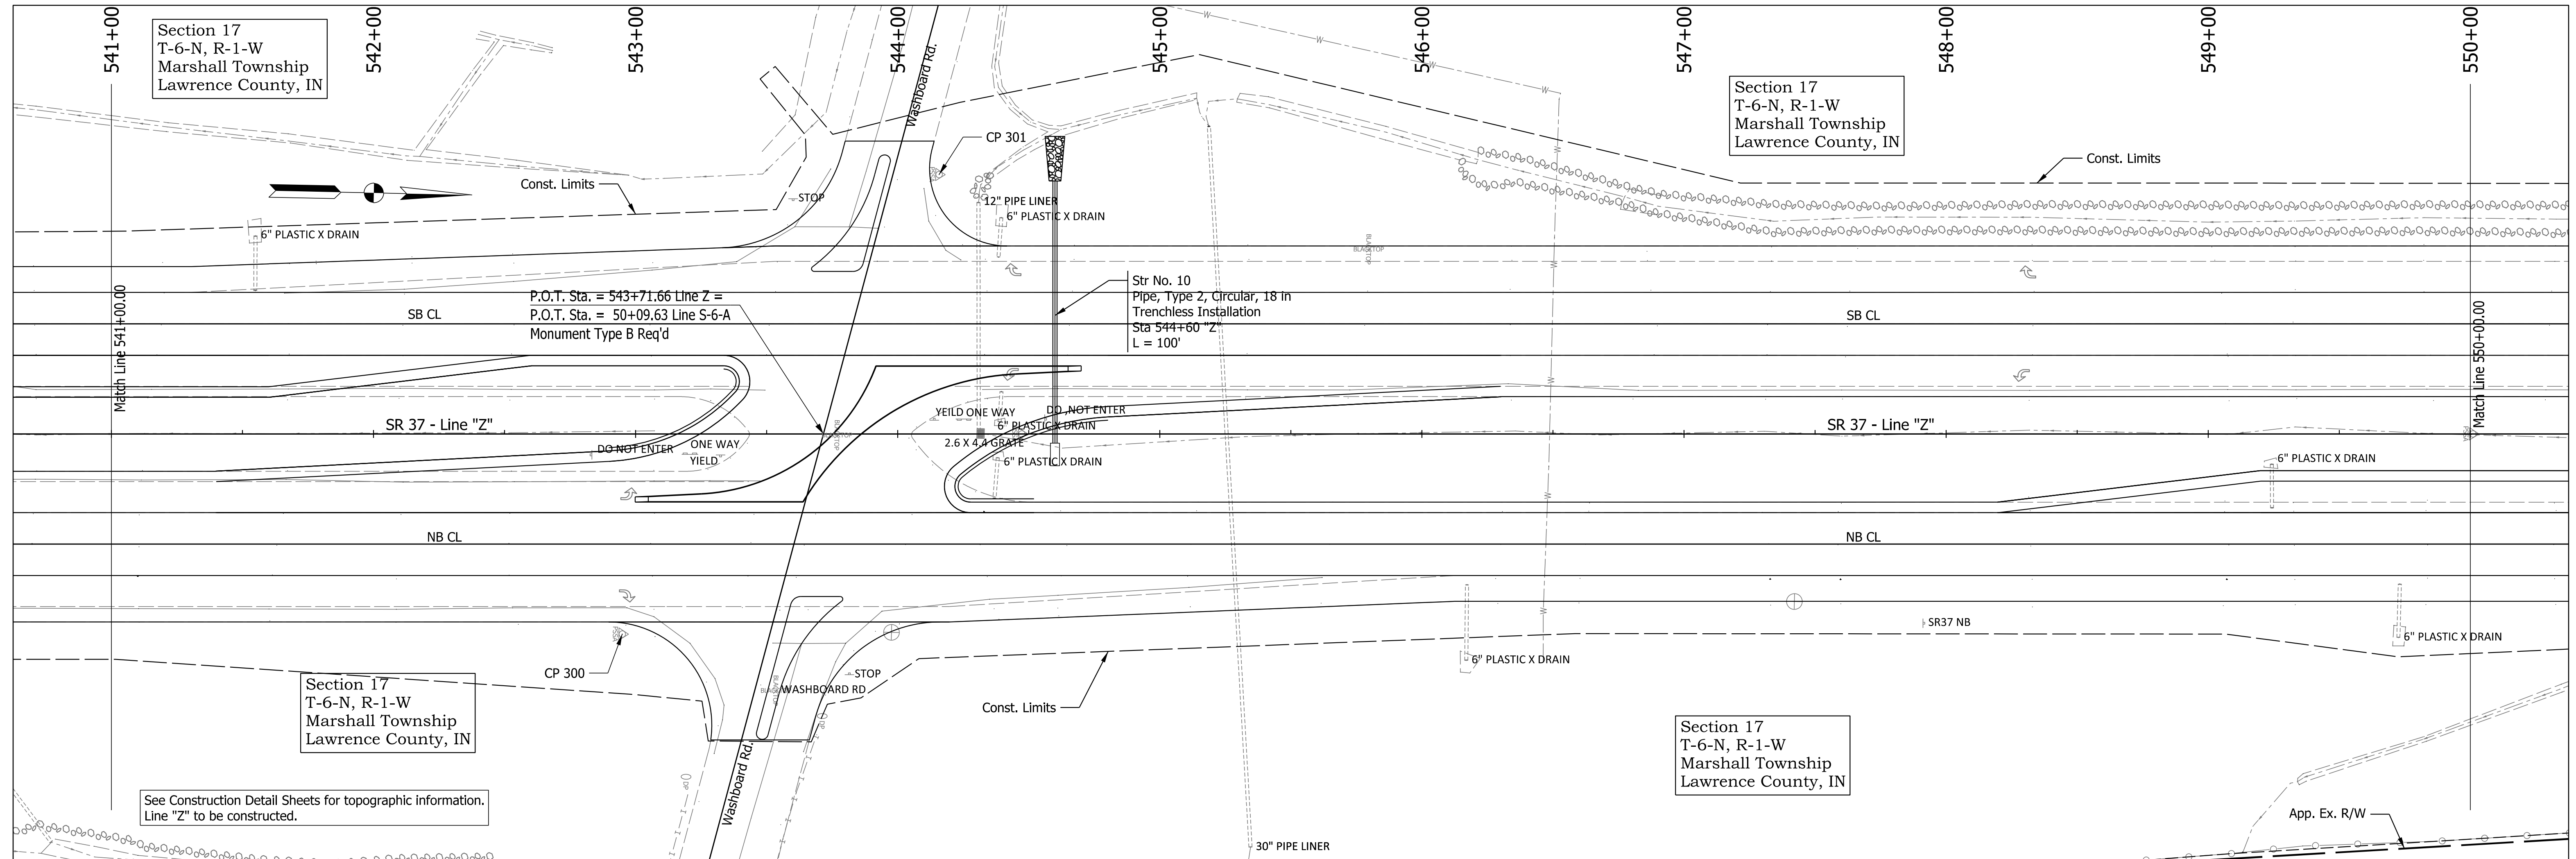 541+00
542+00
543+00
544+00
545+00
546+00
547+00
548+00
549+00
550+00
Section 17
T-6-N, R-1-W
Marshall Township
Lawrence County, IN
Washboard Rd.
W
W
W
W
Section 17
T-6-N, R-1-W
Marshall Township
Lawrence County, IN
CP 301
Const. Limits
Const. Limits
W
STOP
12" PIPE LINER
6" PLASTIC X DRAIN
6" PLASTIC X DRAIN
BLACKTOP
BLACKTOP
W
Str No. 10
Pipe, Type 2, Circular, 18 in
Trenchless Installation
Sta 544+60 "Z"
L = 100'
P.O.T. Sta. = 543+71.66 Line Z =
P.O.T. Sta. = 50+09.63 Line S-6-A
Monument Type B Req'd
SB CL
SB CL
Match Line 541+00.00
Match Line 550+00.00
W
SR 37 - Line "Z"
SR 37 - Line "Z"
YEILD ONE WAY
DO NOT ENTER
6" PLASTIC X DRAIN
2.6 X 4.4 GRATE
BLACKTOP
BLACKTOP
DO NOT ENTER
ONE WAY
YIELD
6" PLASTIC X DRAIN
6" PLASTIC X DRAIN
W
NB CL
NB CL
W
SR37 NB
6" PLASTIC X DRAIN
6" PLASTIC X DRAIN
CP 300
STOP
BLACKTOP
WASHBOARD RD
Const. Limits
Section 17
T-6-N, R-1-W
Marshall Township
Lawrence County, IN
Section 17
T-6-N, R-1-W
Marshall Township
Lawrence County, IN
Washboard Rd.
See Construction Detail Sheets for topographic information.
Line "Z" to be constructed.
App. Ex. R/W
30" PIPE LINER